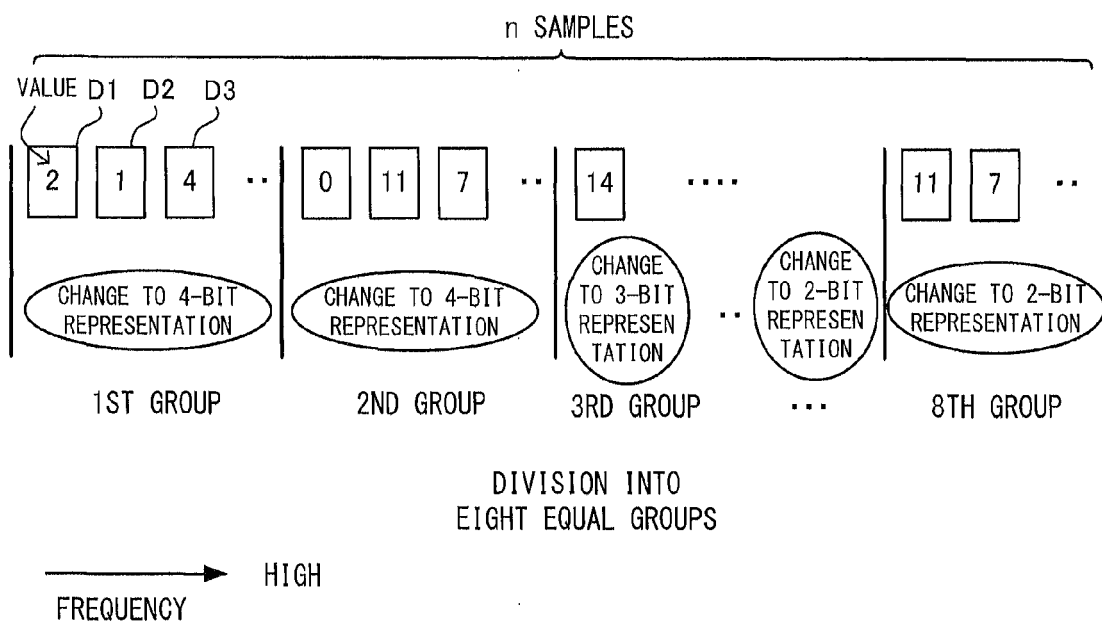 n SAMPLES
VALUE D1 D2 D3
2 1 4 ·· 0 11 7 ·· 14 ···· 11 7 ··
CHANGE TO 4-BIT
REPRESENTATION
CHANGE TO 4-BIT
REPRESENTATION
CHANGE
TO 3-BIT
REPRESEN
TATION
··
CHANGE
TO 2-BIT
REPRESEN
TATION
CHANGE TO 2-BIT
REPRESENTATION
1ST GROUP 2ND GROUP 3RD GROUP ··· 8TH GROUP
DIVISION INTO
EIGHT EQUAL GROUPS
HIGH
FREQUENCY